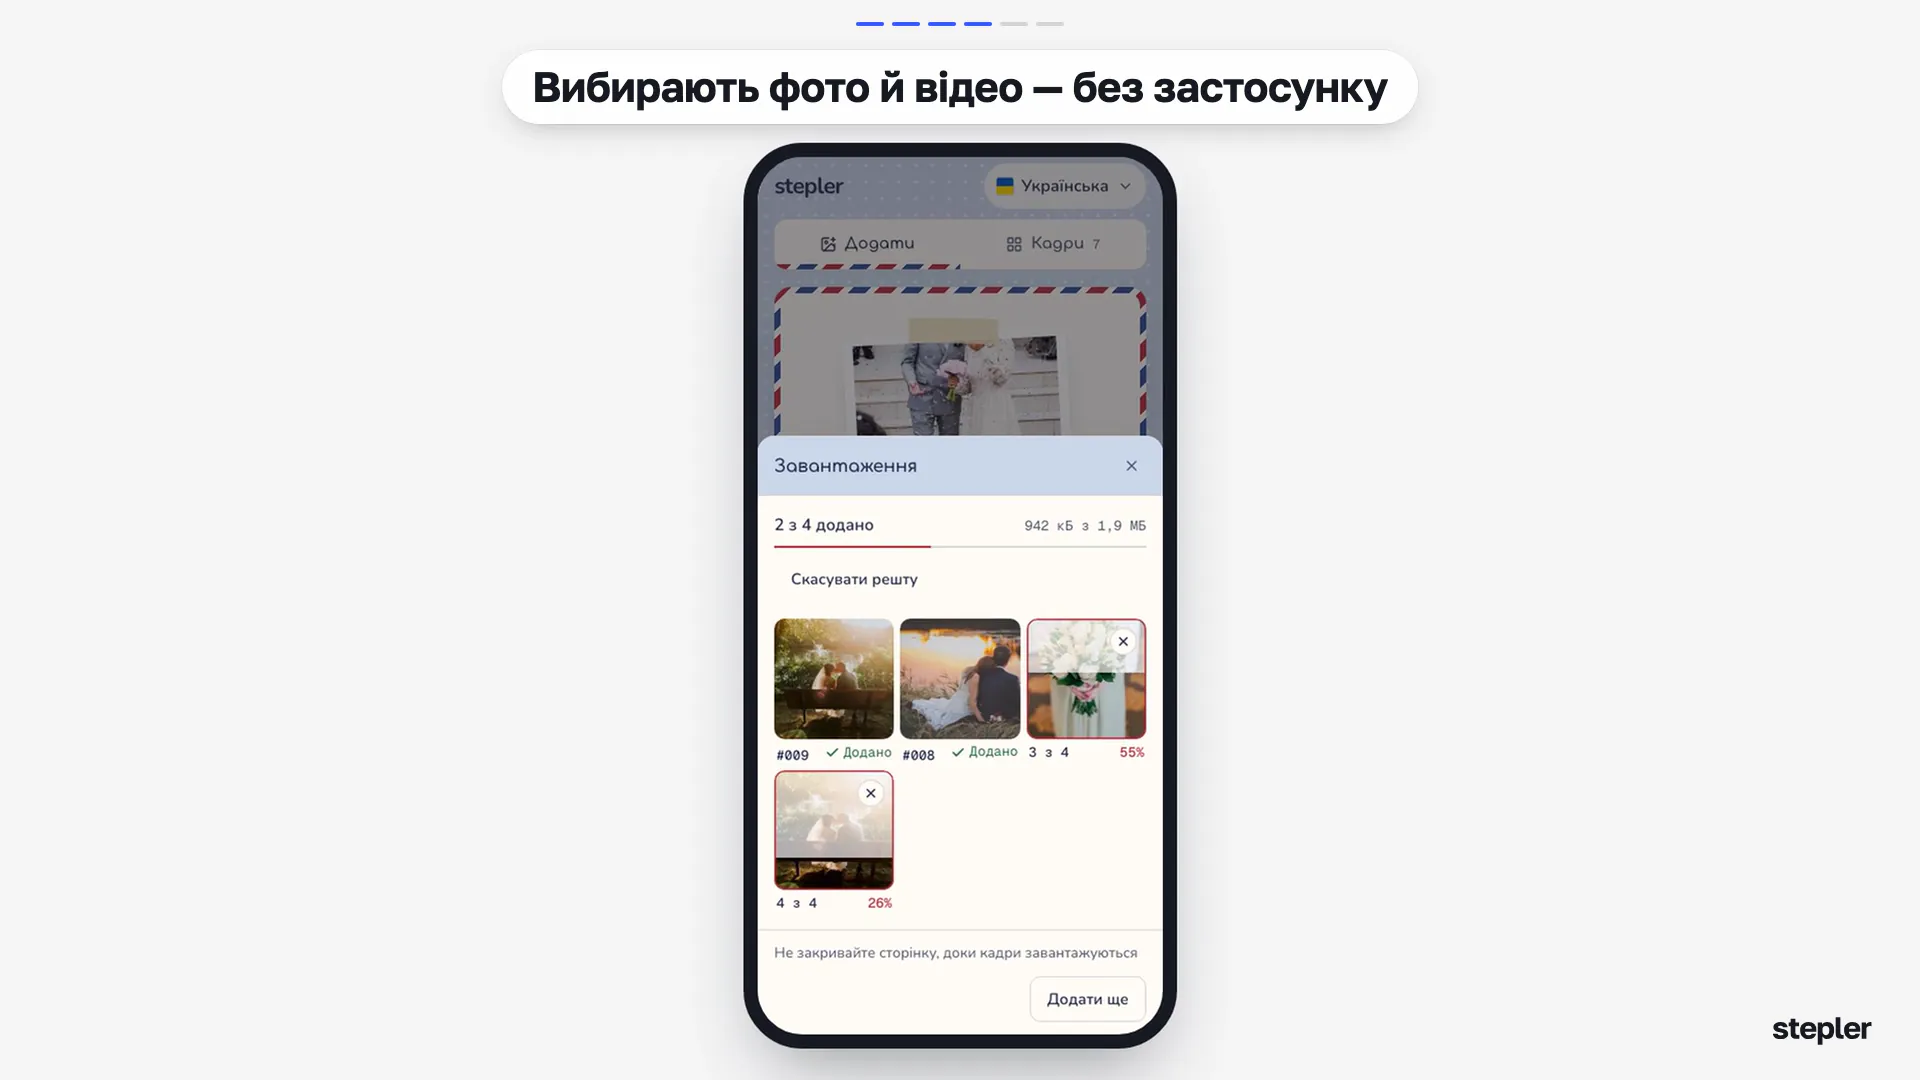 Вибирають фото й відео — без застосунку
stepler
Українська
Додати
Кадри 7
Завантаження
2 з 4 додано
942 кБ з 1,9 МБ
Скасувати решту
#009 Додано
#008 Додано
3 з 4 55%
4 з 4 26%
Не закривайте сторінку, доки кадри завантажуються
Додати ще
stepler